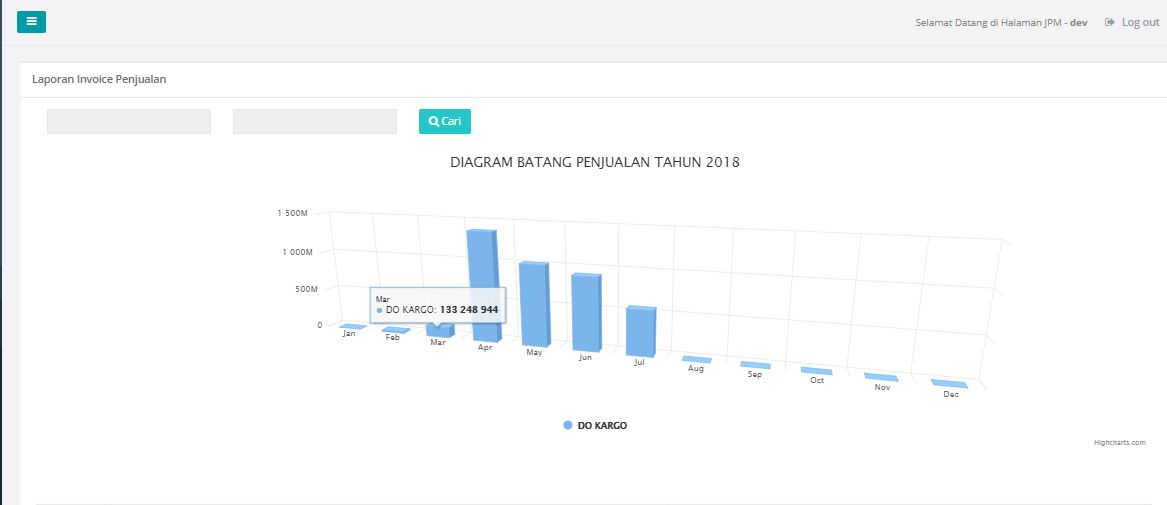 Selamat Datang di Halaman JPM - dev Log out
Laporan Invoice Penjualan
Cari
DIAGRAM BATANG PENJUALAN TAHUN 2018
1 500M
1 000M
500M
0
Mar
DO KARGO: 133 248 944
Jan
Feb
Mar
Apr
May
Jun
Jul
Aug
Sep
Oct
Nov
Dec
DO KARGO
Highcharts.com